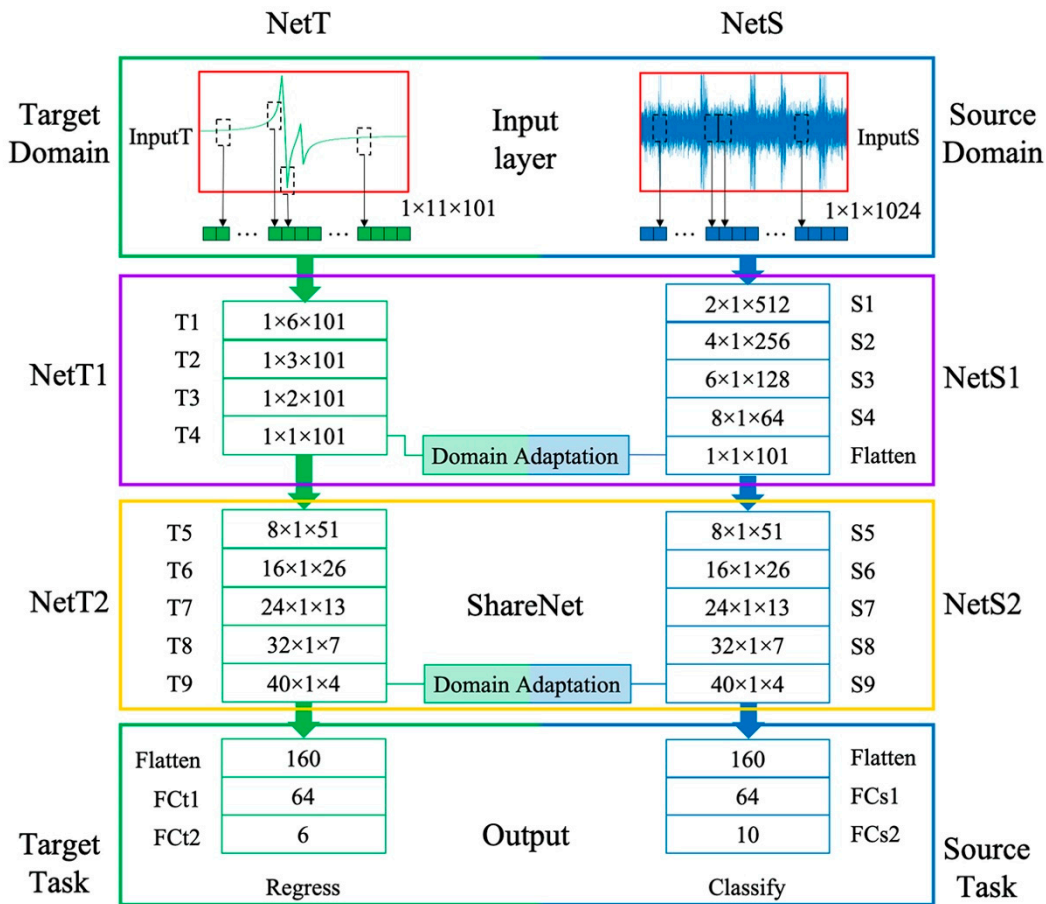 NetT
NetS
Target
Domain
InputT
Input
layer
InputS
Source
Domain
1×11×101
1×1×1024
... ...
... ...
NetT1
T1
1×6×101
T2
1×3×101
T3
1×2×101
T4
1×1×101
Domain Adaptation
2×1×512
S1
4×1×256
S2
6×1×128
S3
8×1×64
S4
1×1×101
Flatten
NetS1
NetT2
T5
8×1×51
T6
16×1×26
T7
24×1×13
T8
32×1×7
T9
40×1×4
ShareNet
Domain Adaptation
8×1×51
S5
16×1×26
S6
24×1×13
S7
32×1×7
S8
40×1×4
S9
NetS2
Flatten
160
FCt1
64
FCt2
6
Target
Task
Regress
Output
160
Flatten
64
FCs1
10
FCs2
Classify
Source
Task